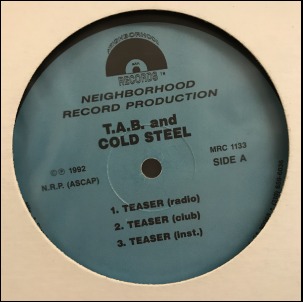 NEIGHBORHOOD
RECORDS ™
NEIGHBORHOOD
RECORD PRODUCTION
T.A.B. and
COLD STEEL
©℗ 1992
N.R.P. (ASCAP)
MRC 1133
SIDE A
1. TEASER (radio)
2. TEASER (club)
3. TEASER (inst.)